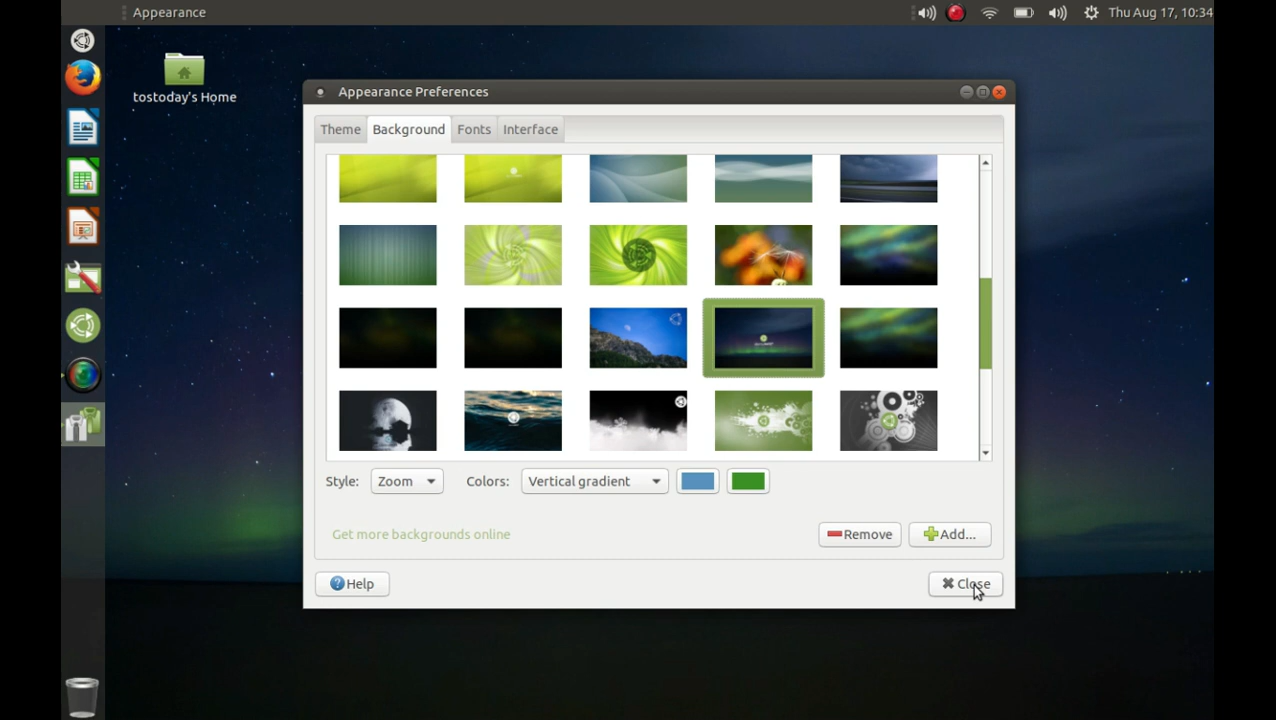 Appearance
Thu Aug 17, 10:34
tostoday's Home
Appearance Preferences
Theme
Background
Fonts
Interface
Style:
Zoom
Colors:
Vertical gradient
Get more backgrounds online
Remove
Add...
Help
Close